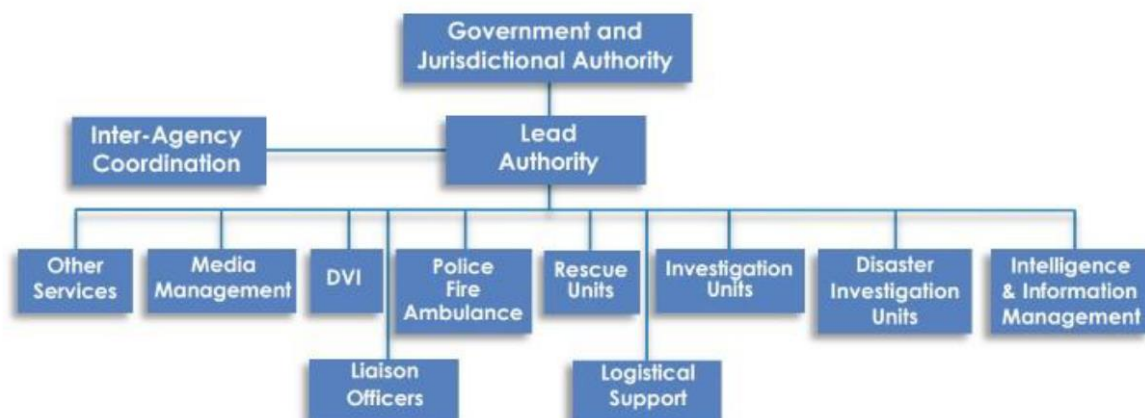 Government and
Jurisdictional Authority
Inter-Agency
Coordination
Lead
Authority
Other
Services
Media
Management
DVI
Police
Fire
Ambulance
Rescue
Units
Investigation
Units
Disaster
Investigation
Units
Intelligence
& Information
Management
Liaison
Officers
Logistical
Support